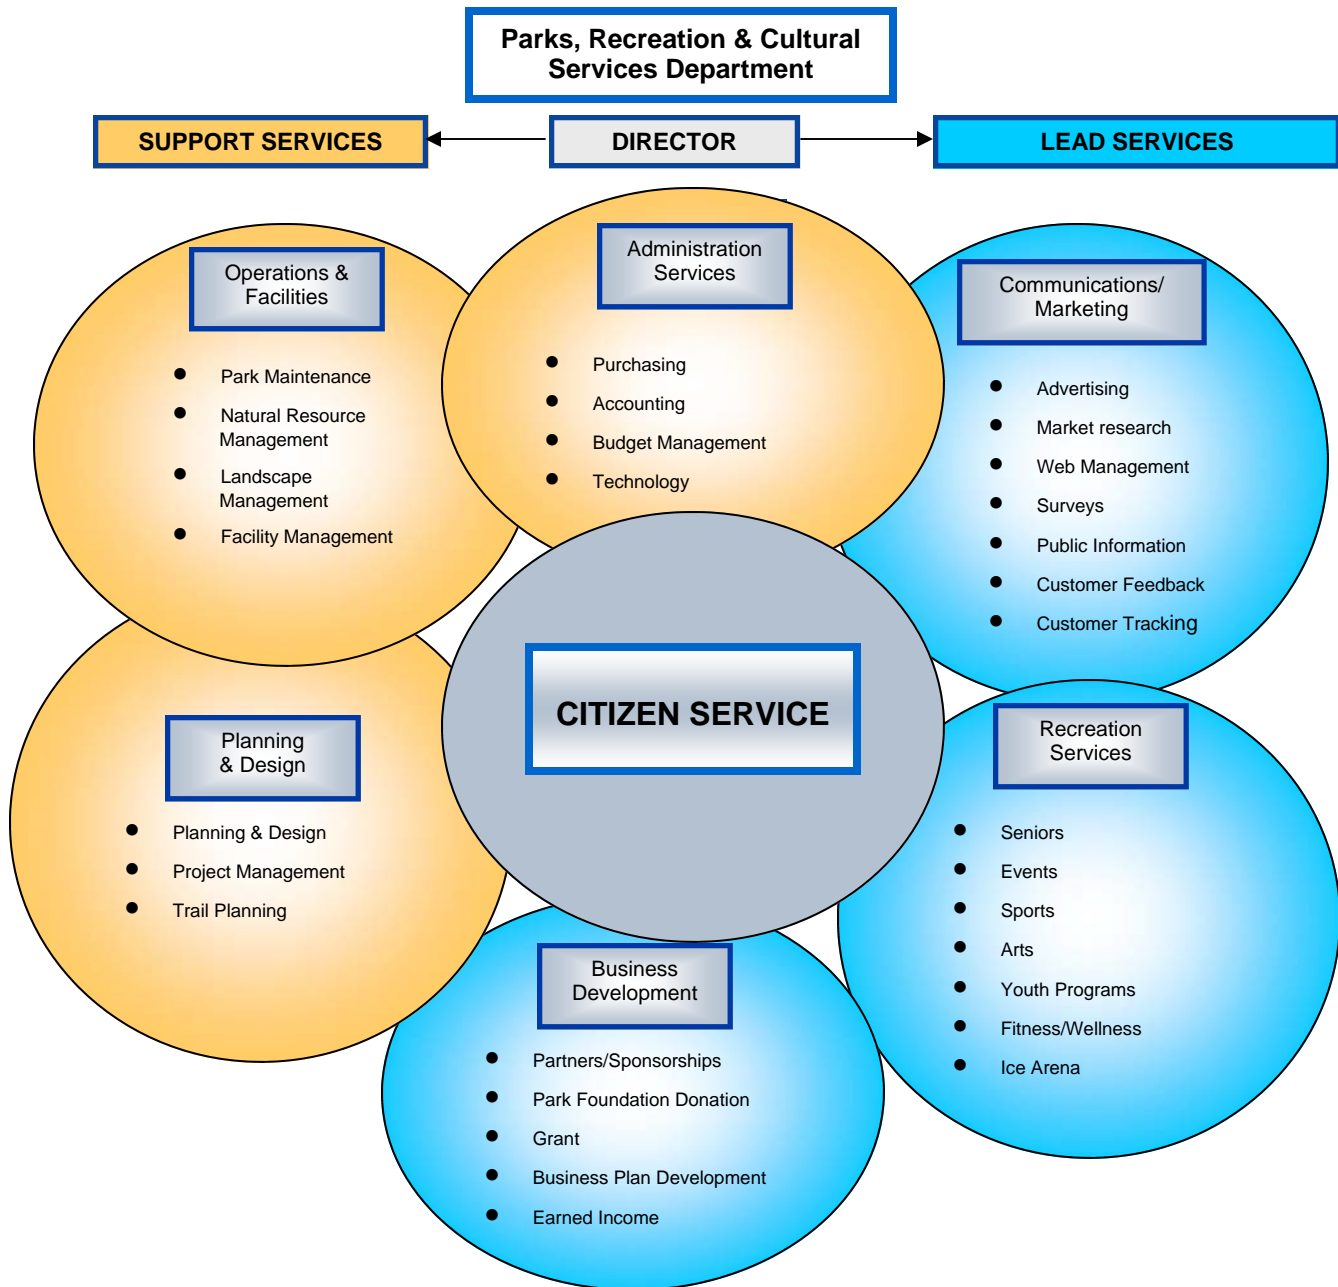 Parks, Recreation & Cultural
Services Department
SUPPORT SERVICES
DIRECTOR
LEAD SERVICES
Operations &
Facilities
Park Maintenance
Natural Resource
Management
Landscape
Management
Facility Management
Administration
Services
Purchasing
Accounting
Budget Management
Technology
Communications/
Marketing
Advertising
Market research
Web Management
Surveys
Public Information
Customer Feedback
Customer Tracking
CITIZEN SERVICE
Planning
& Design
Planning & Design
Project Management
Trail Planning
Recreation
Services
Seniors
Events
Sports
Arts
Youth Programs
Fitness/Wellness
Ice Arena
Business
Development
Partners/Sponsorships
Park Foundation Donation
Grant
Business Plan Development
Earned Income